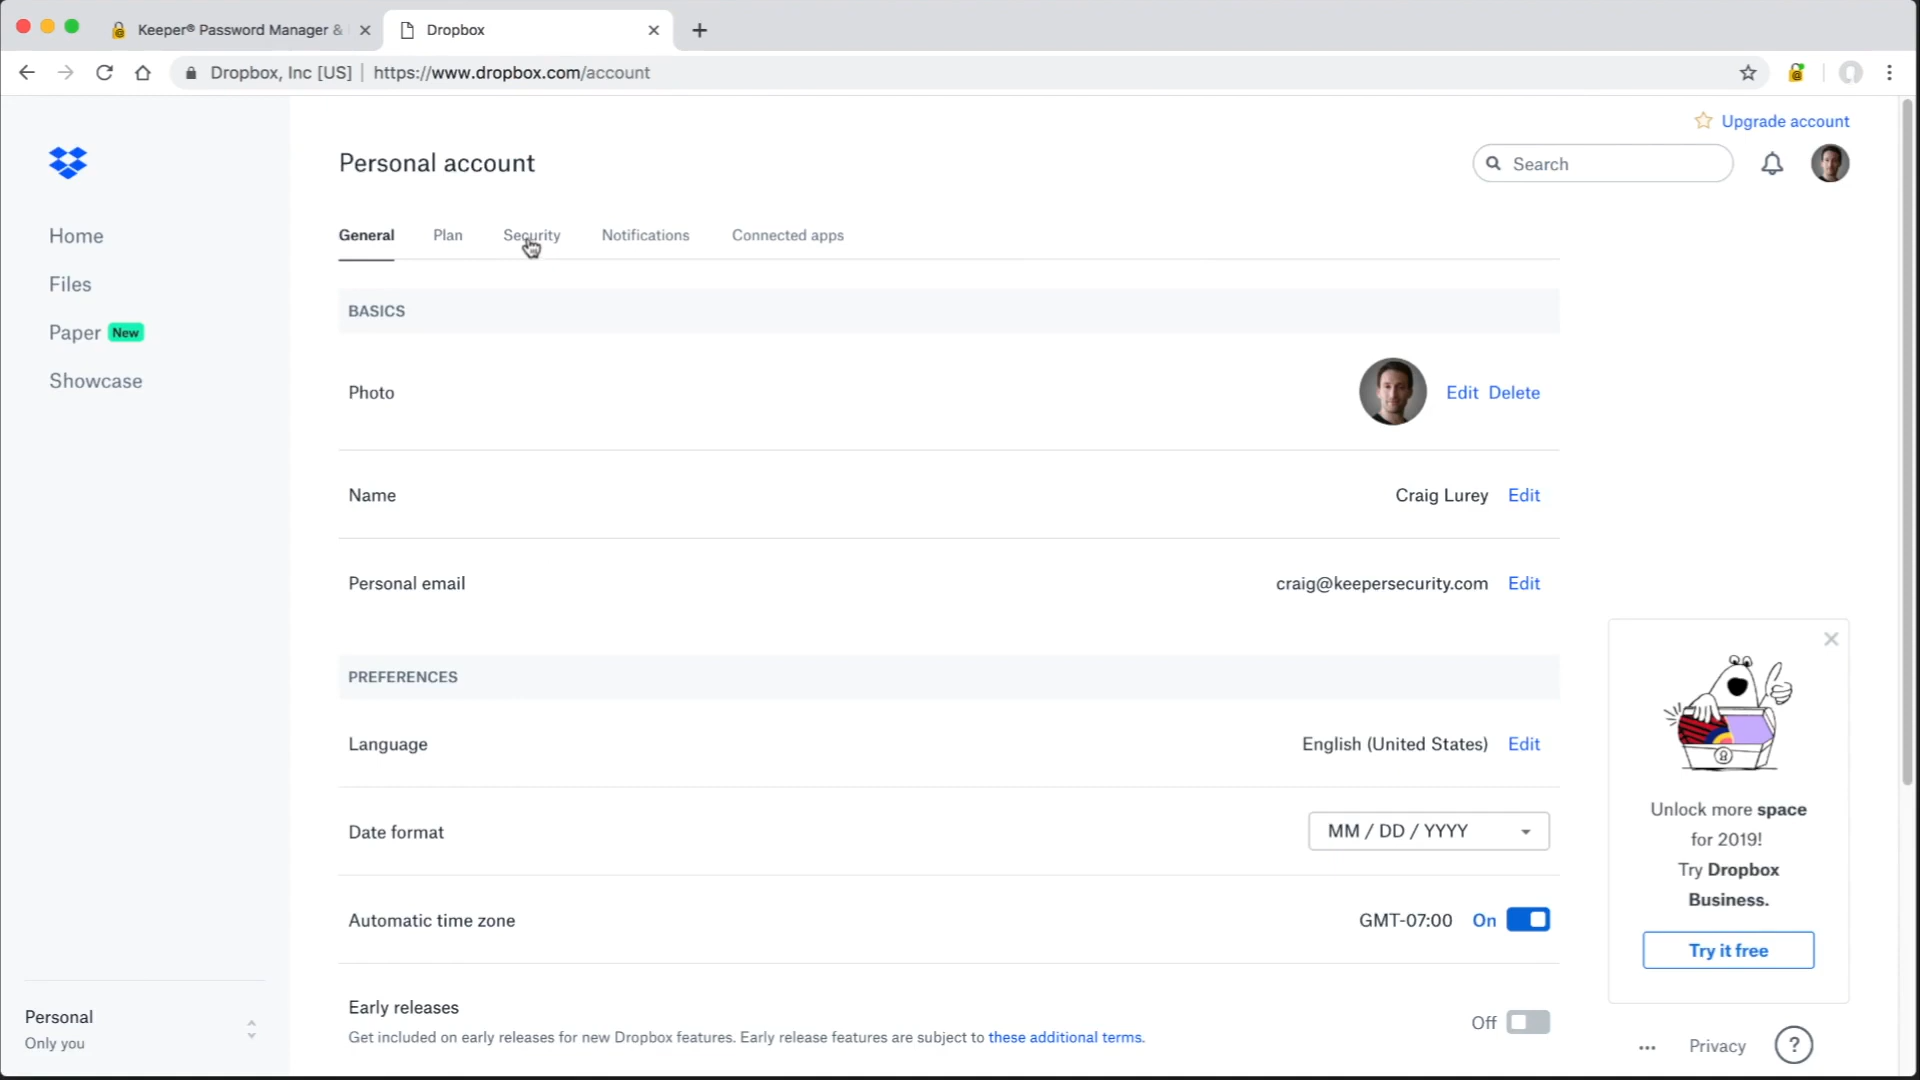 Keeper® Password Manager &
Dropbox
Dropbox, Inc [US] | https://www.dropbox.com/account
Upgrade account
Personal account
Search
Home
Files
Paper New
Showcase
General Plan Security Notifications Connected apps
BASICS
Photo
Edit Delete
Name
Craig Lurey Edit
Personal email
craig@keepersecurity.com Edit
PREFERENCES
Language
English (United States) Edit
Date format
MM / DD / YYYY
Automatic time zone
GMT-07:00 On
Early releases
Get included on early releases for new Dropbox features. Early release features are subject to these additional terms.
Off
Unlock more space
for 2019!
Try Dropbox
Business.
Try it free
Personal
Only you
... Privacy ?